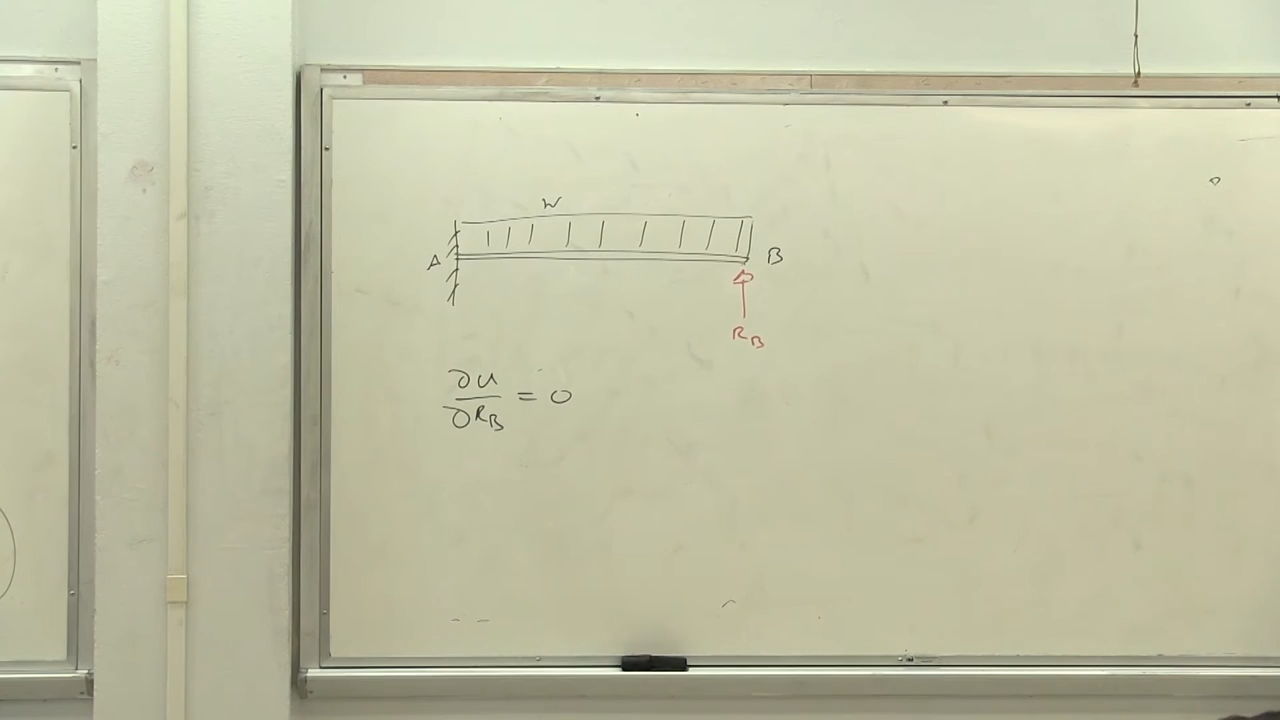 W
A
B
R_B
∂U/∂R_B = 0